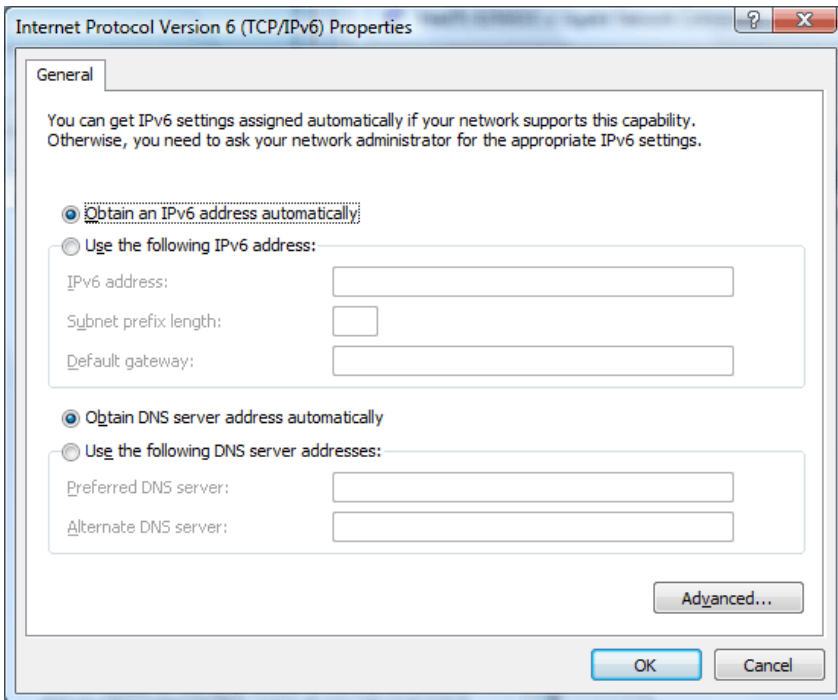 Internet Protocol Version 6 (TCP/IPv6) Properties
General
You can get IPv6 settings assigned automatically if your network supports this capability.
Otherwise, you need to ask your network administrator for the appropriate IPv6 settings.
Obtain an IPv6 address automatically
Use the following IPv6 address:
IPv6 address:
Subnet prefix length:
Default gateway:
Obtain DNS server address automatically
Use the following DNS server addresses:
Preferred DNS server:
Alternate DNS server:
Advanced...
OK
Cancel